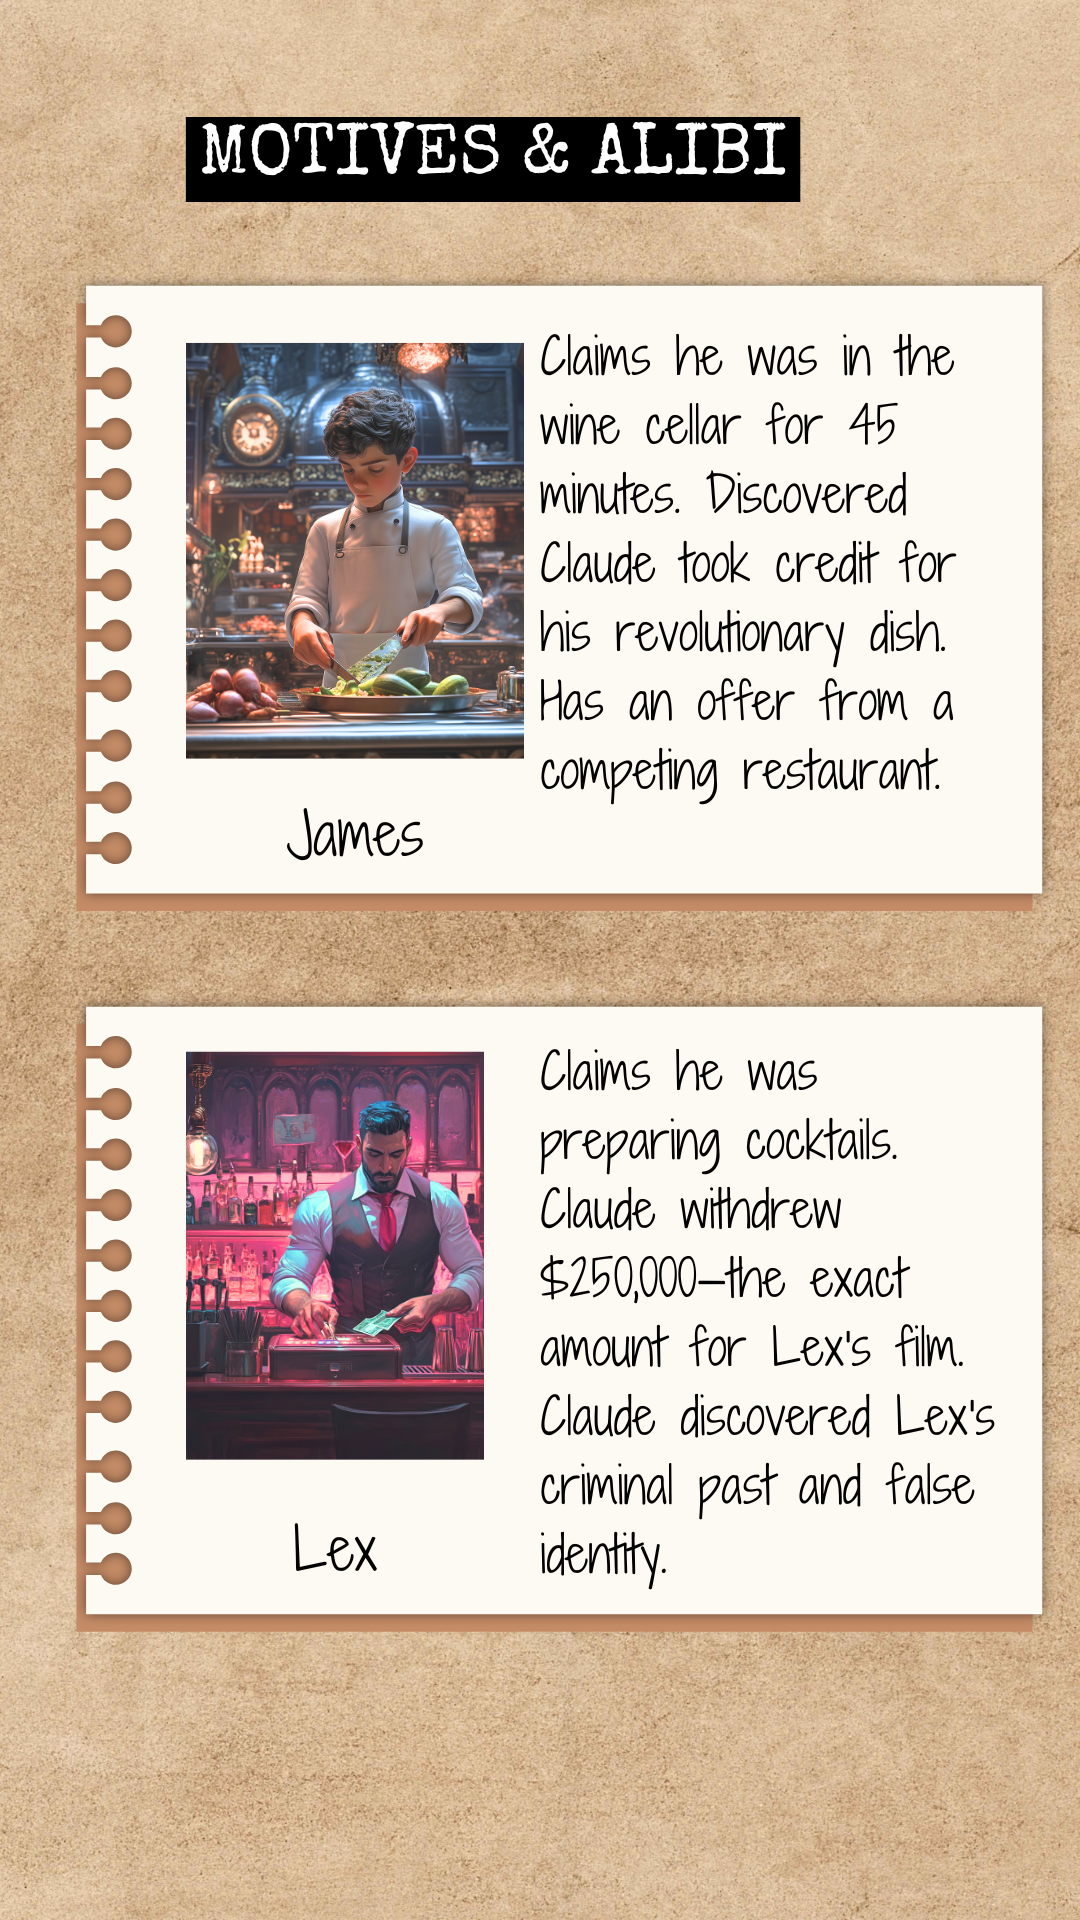 MOTIVES & ALIBI
Claims he was in the
wine cellar for 45
minutes. Discovered
Claude took credit for
his revolutionary dish.
Has an offer from a
competing restaurant.
James
Claims he was
preparing cocktails.
Claude withdrew
$250,000—the exact
amount for Lex's film.
Claude discovered Lex's
criminal past and false
identity.
Lex